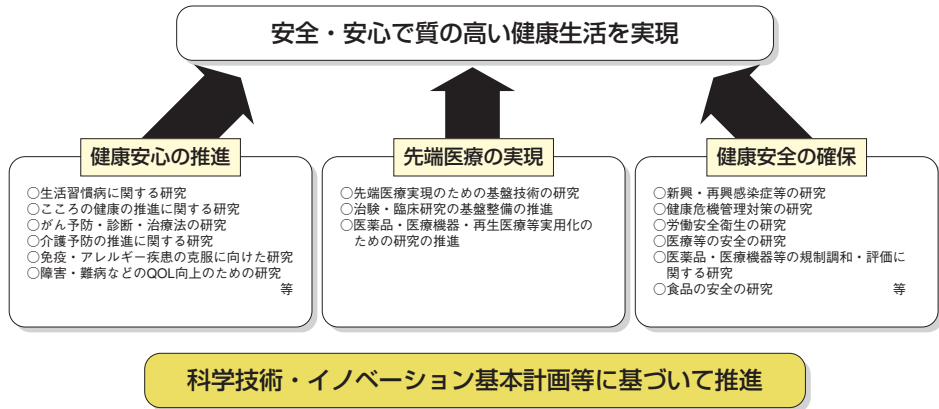 安全・安心で質の高い健康生活を実現
健康安心の推進
○生活習慣病に関する研究
○こころの健康の推進に関する研究
○がん予防・診断・治療法の研究
○介護予防の推進に関する研究
○免疫・アレルギー疾患の克服に向けた研究
○障害・難病などのQOL向上のための研究
等
先端医療の実現
○先端医療実現のための基盤技術の研究
○治験・臨床研究の基盤整備の推進
○医薬品・医療機器・再生医療等実用化の
ための研究の推進
健康安全の確保
○新興・再興感染症等の研究
○健康危機管理対策の研究
○労働安全衛生の研究
○医療等の安全の研究
○医薬品・医療機器等の規制調和・評価に
関する研究
○食品の安全の研究 等
科学技術・イノベーション基本計画等に基づいて推進